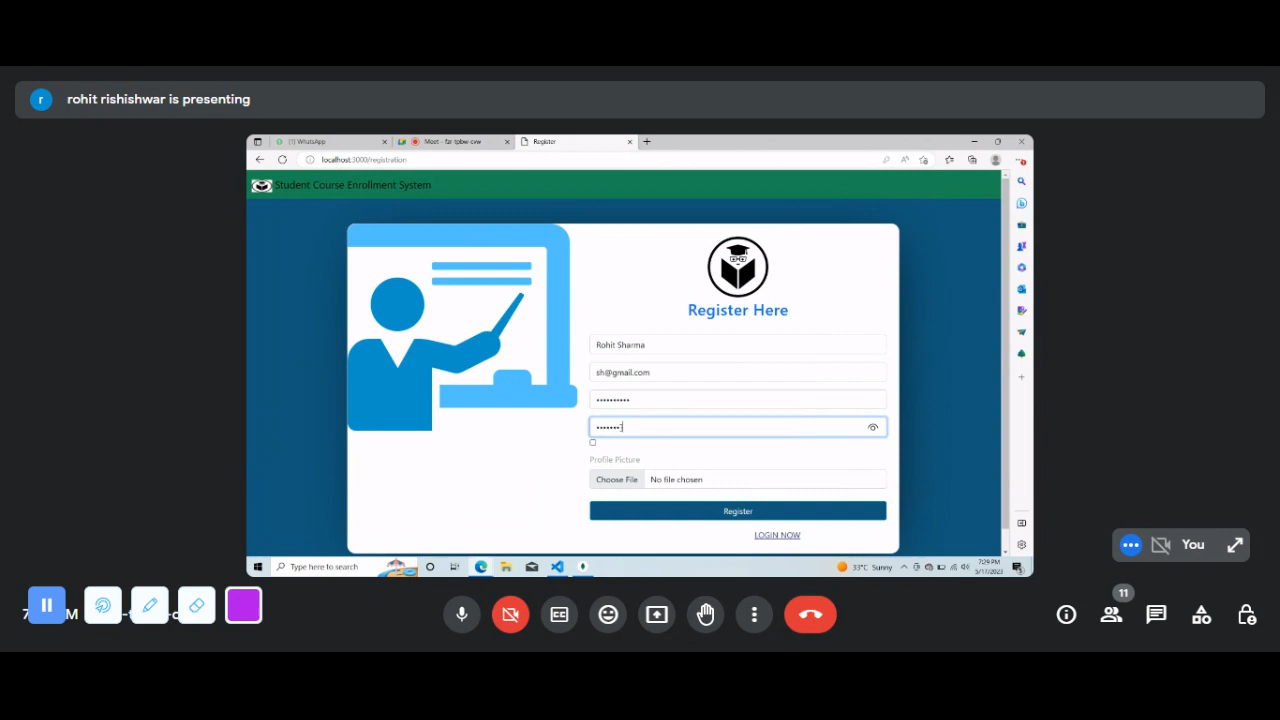 r rohit rishishwar is presenting
(1) WhatsApp
Meet - fzr-tpbw-cvw
Register
localhost:3000/registration
Student Course Enrollment System
Register Here
Rohit Sharma
sh@gmail.com
Profile Picture
Choose File No file chosen
Register
LOGIN NOW
Type here to search
33°C Sunny
7:29 PM
5/17/2023
You
11